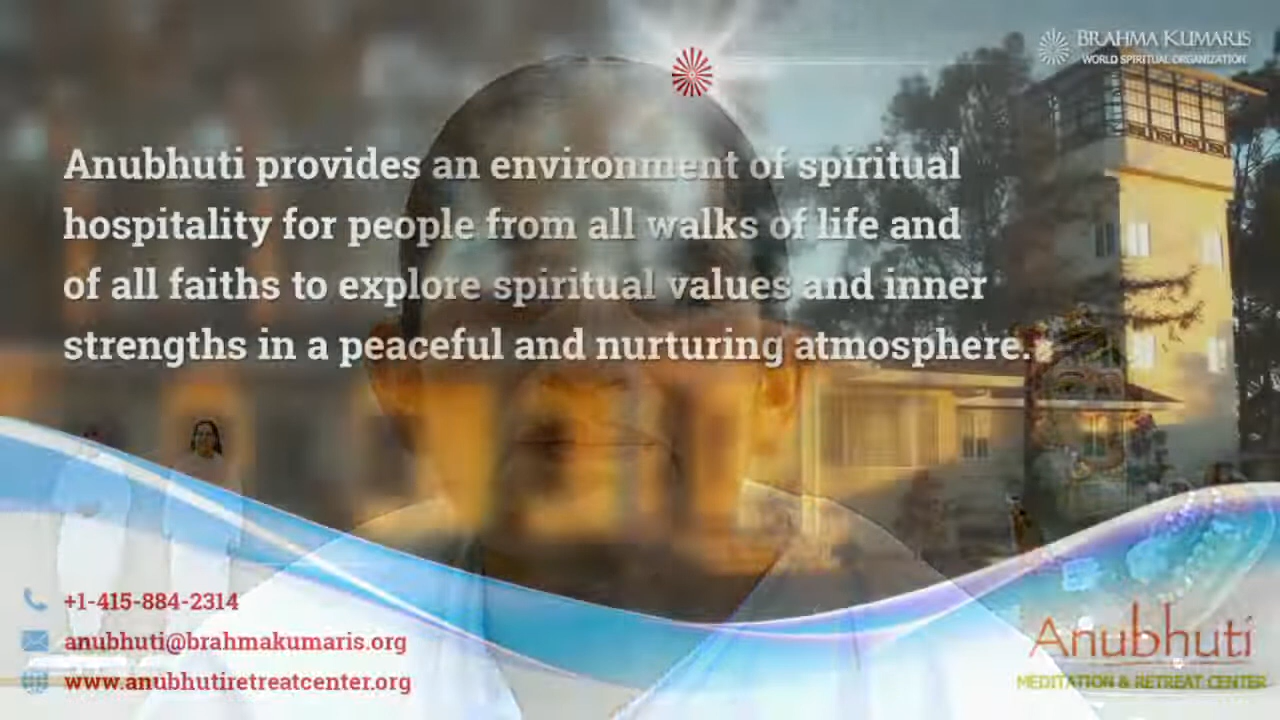 BRAHMA KUMARIS
WORLD SPIRITUAL ORGANIZATION
Anubhuti provides an environment of spiritual
hospitality for people from all walks of life and
of all faiths to explore spiritual values and inner
strengths in a peaceful and nurturing atmosphere.
+1-415-884-2314
anubhuti@brahmakumaris.org
www.anubhutiretreatcenter.org
Anubhuti
MEDITATION & RETREAT CENTER